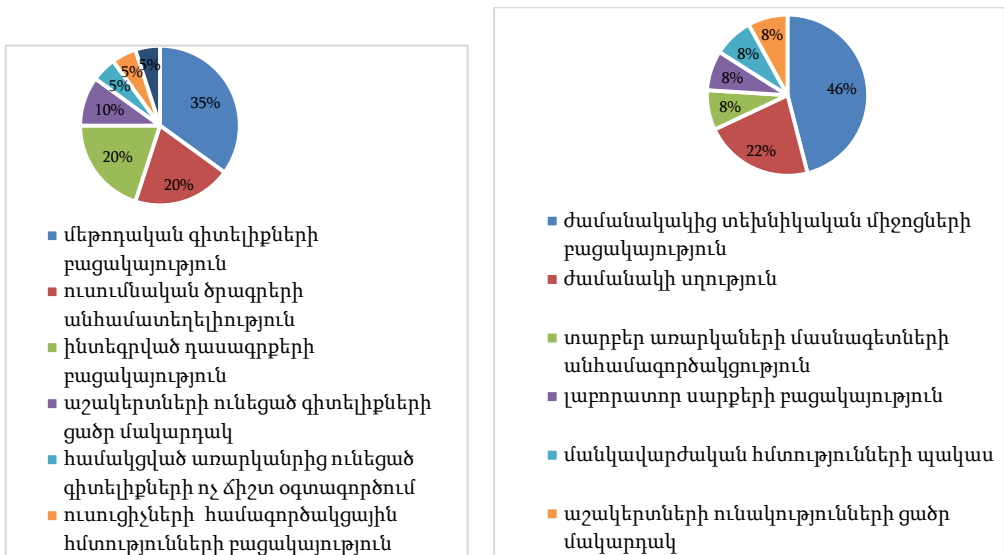 5%
5%
5%
35%
10%
20%
20%
մեթոդական գիտելիքների
բացակայություն
ուսումնական ծրագրերի
անհամատեղելիություն
ինտեգրված դասագրքերի
բացակայություն
աշակերտների ունեցած գիտելիքների
ցածր մակարդակ
համակցված առարկանրից ունեցած
գիտելիքների ոչ ճիշտ օգտագործում
ուսուցիչների համագործակցային
հմտությունների բացակայություն
8%
8%
8%
8%
46%
22%
ժամանակակից տեխնիկական միջոցների
բացակայություն
ժամանակի սղություն
տարբեր առարկաների մասնագետների
անհամագործակցություն
լաբորատոր սարքերի բացակայություն
մանկավարժական հմտությունների պակաս
աշակերտների ունակությունների ցածր
մակարդակ